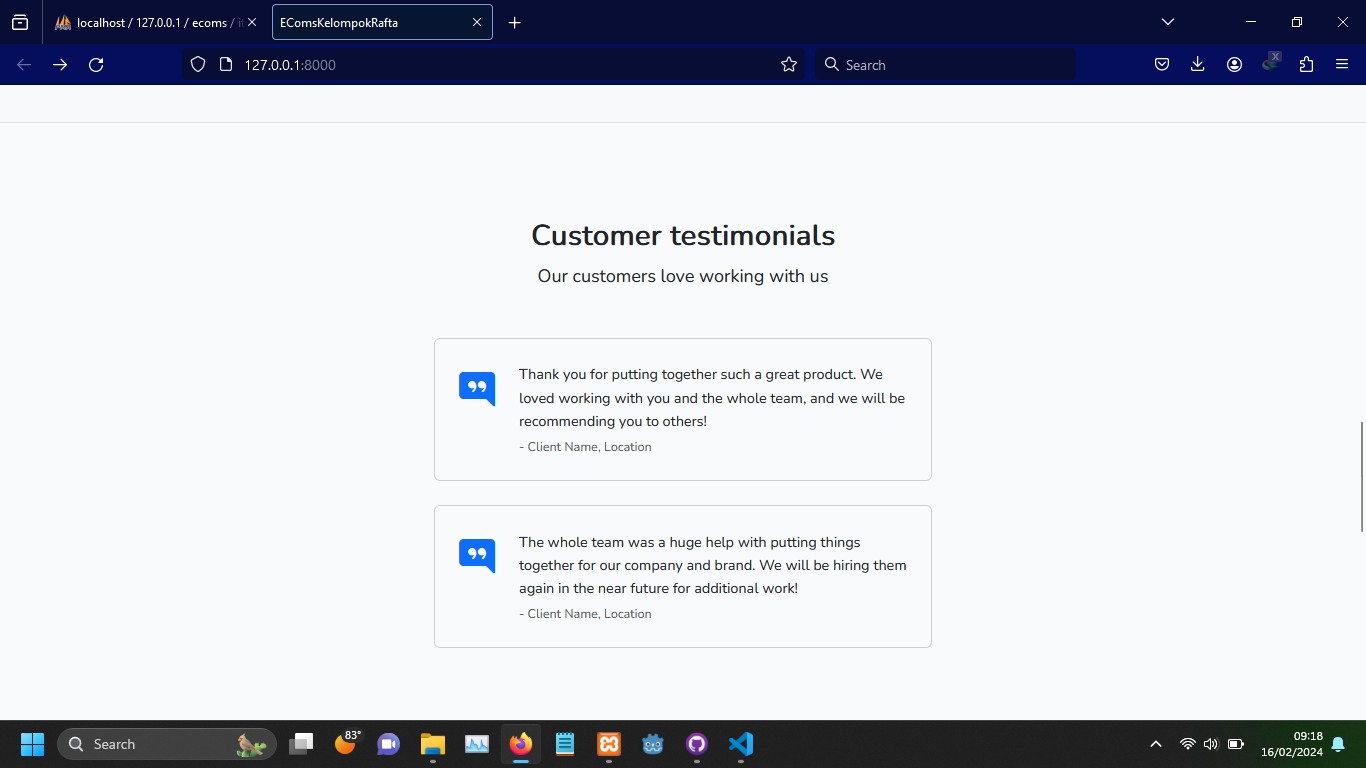 localhost / 127.0.0.1 / ecoms /
EComsKelompokRafta
127.0.0.1:8000
Search
X
Customer testimonials
Our customers love working with us
Thank you for putting together such a great product. We
loved working with you and the whole team, and we will be
recommending you to others!
- Client Name, Location
The whole team was a huge help with putting things
together for our company and brand. We will be hiring them
again in the near future for additional work!
- Client Name, Location
Search
83°
09:18
16/02/2024